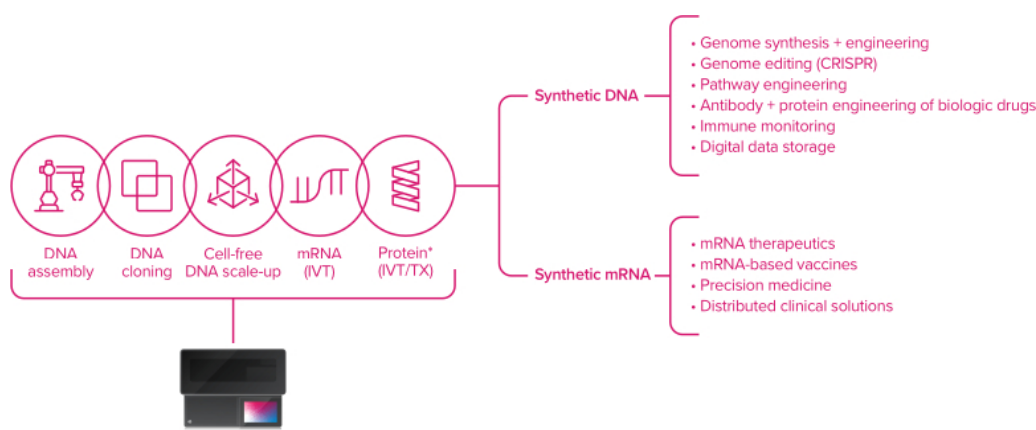 DNA
assembly
DNA
cloning
Cell-free
DNA scale-up
mRNA
(IVT)
Protein*
(IVT/TX)
Synthetic DNA
• Genome synthesis + engineering
• Genome editing (CRISPR)
• Pathway engineering
• Antibody + protein engineering of biologic drugs
• Immune monitoring
• Digital data storage
Synthetic mRNA
• mRNA therapeutics
• mRNA-based vaccines
• Precision medicine
• Distributed clinical solutions